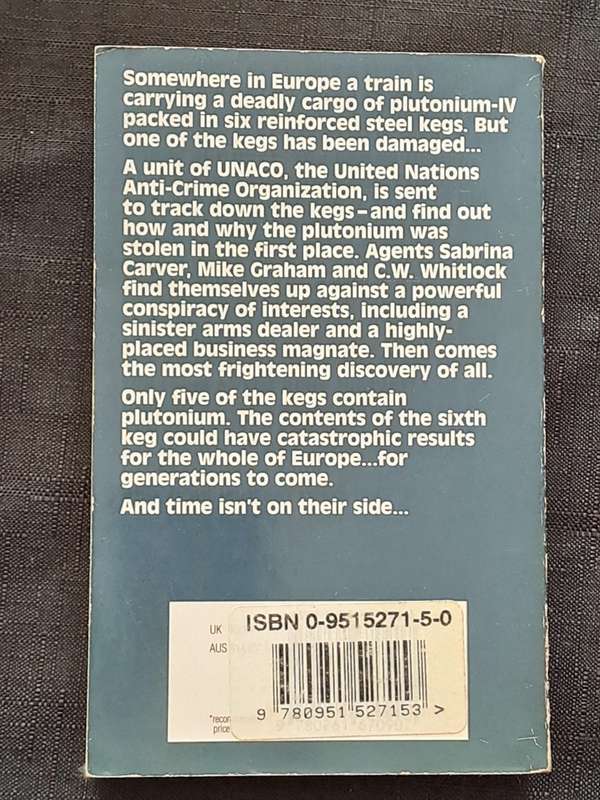 Somewhere in Europe a train is
carrying a deadly cargo of plutonium-IV
packed in six reinforced steel kegs. But
one of the kegs has been damaged...
A unit of UNACO, the United Nations
Anti-Crime Organization, is sent
to track down the kegs–and find out
how and why the plutonium was
stolen in the first place. Agents Sabrina
Carver, Mike Graham and C.W. Whitlock
find themselves up against a powerful
conspiracy of interests, including a
sinister arms dealer and a highly-
placed business magnate. Then comes
the most frightening discovery of all.
Only five of the kegs contain
plutonium. The contents of the sixth
keg could have catastrophic results
for the whole of Europe...for
generations to come.
And time isn't on their side...
UK
AUS
ISBN 0-9515271-5-0
9 780951 527153 >
*recom
price